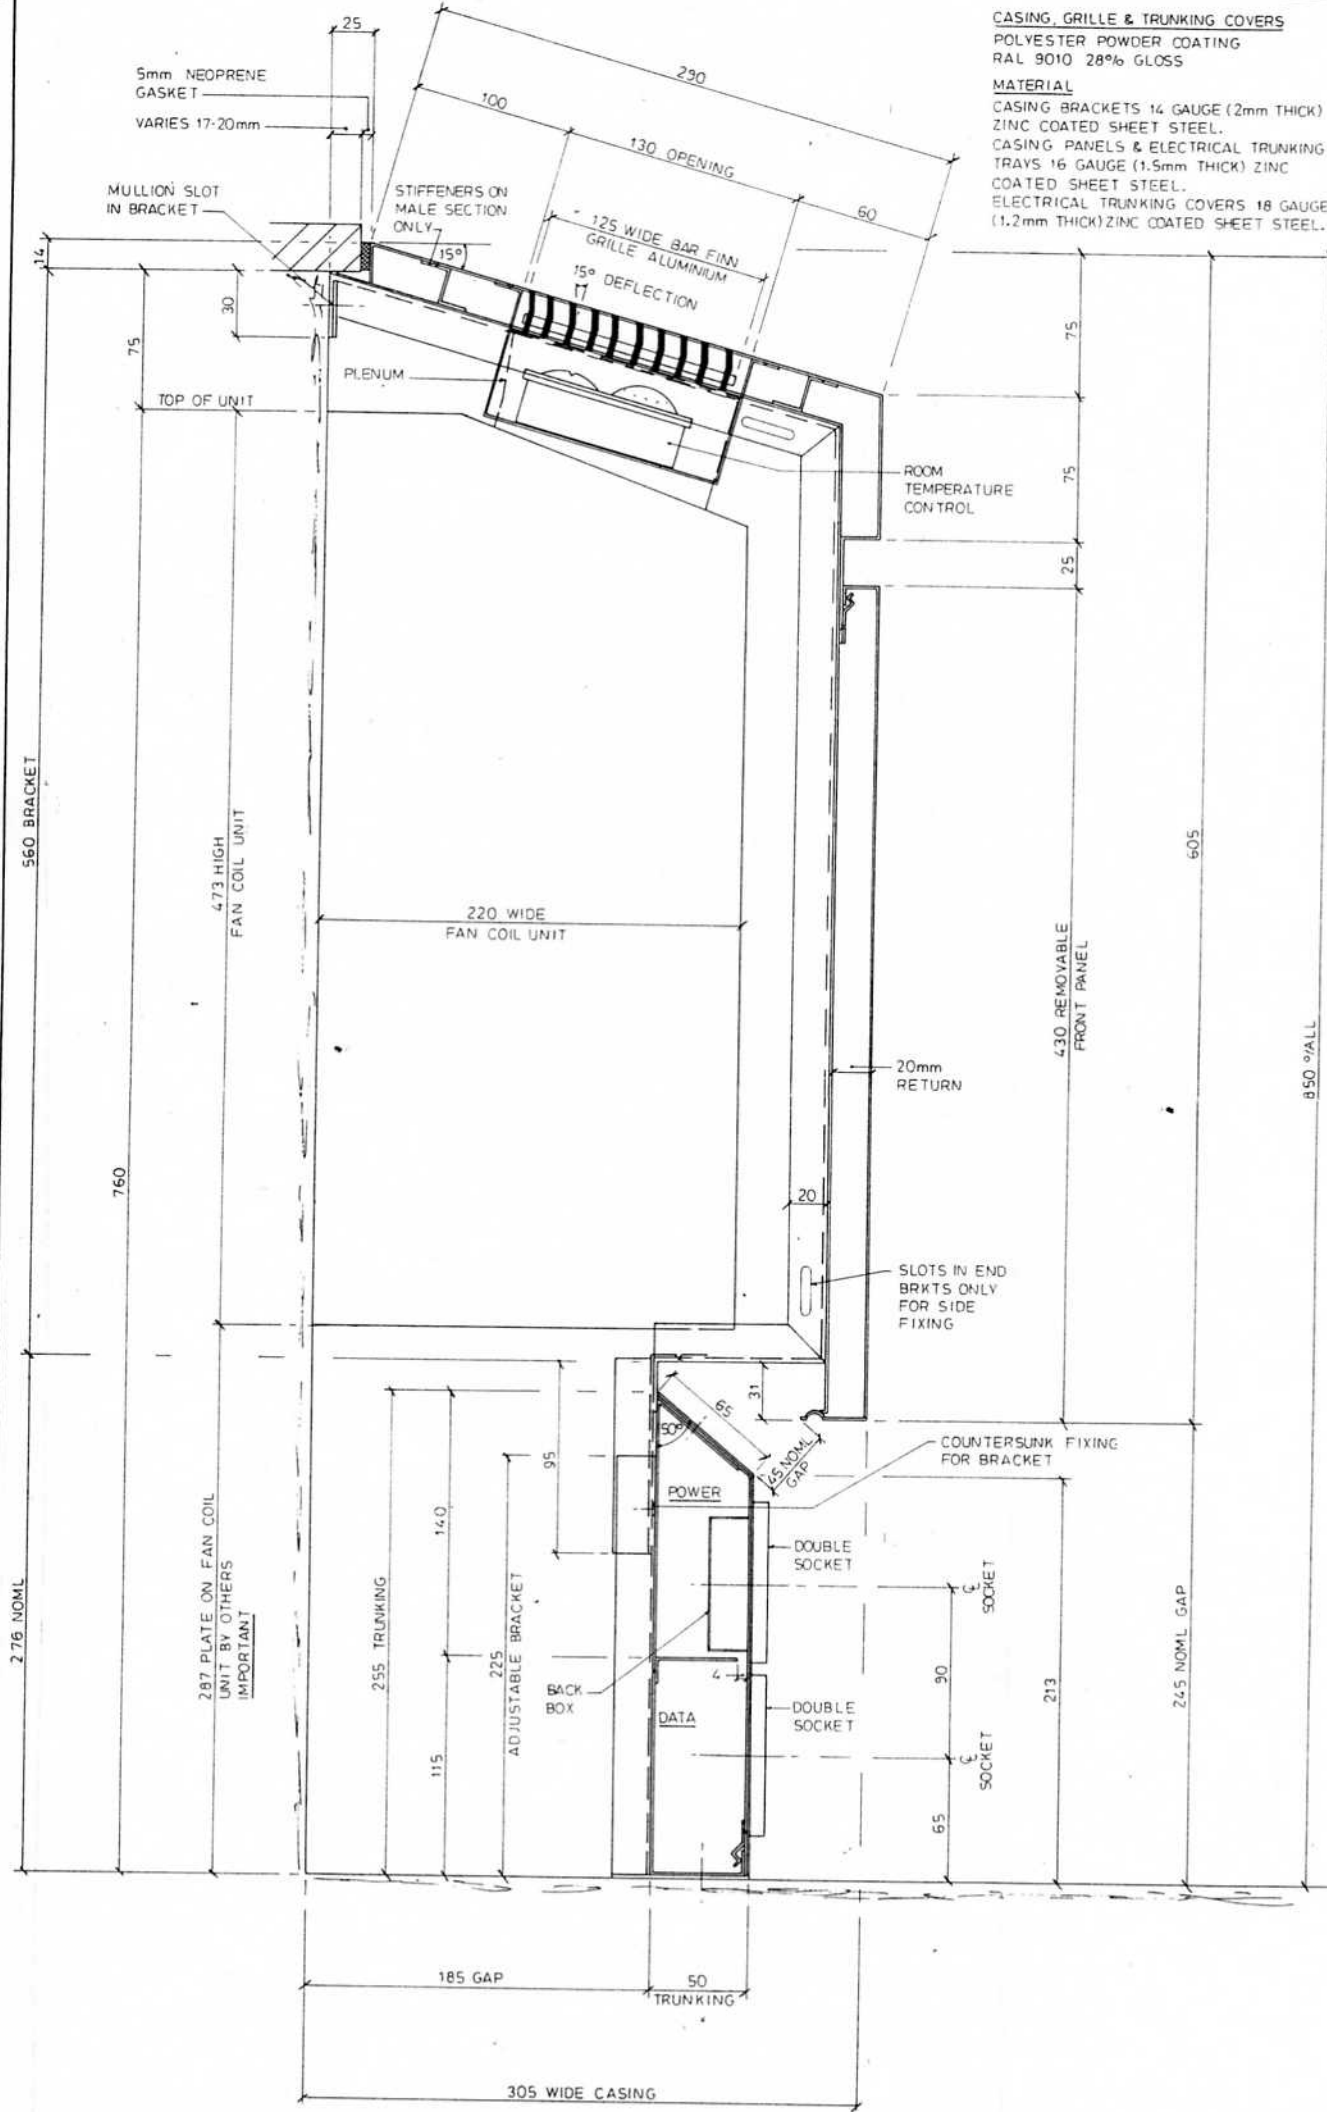 CASING, GRILLE & TRUNKING COVERS
POLYESTER POWDER COATING
RAL 9010 28% GLOSS
MATERIAL
CASING BRACKETS 14 GAUGE (2mm THICK)
ZINC COATED SHEET STEEL.
CASING PANELS & ELECTRICAL TRUNKING
TRAYS 16 GAUGE (1.5mm THICK) ZINC
COATED SHEET STEEL.
ELECTRICAL TRUNKING COVERS 18 GAUGE
(1.2mm THICK) ZINC COATED SHEET STEEL.
25
5mm NEOPRENE
GASKET
VARIES 17-20mm
MULLION SLOT
IN BRACKET
STIFFENERS ON
MALE SECTION
ONLY
15°
290
100
130 OPENING
60
125 WIDE BAR FINN
GRILLE ALUMINIUM
15° DEFLECTION
14
30
75
TOP OF UNIT
PLENUM
ROOM
TEMPERATURE
CONTROL
75
75
25
560 BRACKET
473 HIGH
FAN COIL UNIT
220 WIDE
FAN COIL UNIT
760
605
430 REMOVABLE
FRONT PANEL
850 O/ALL
20mm
RETURN
20
SLOTS IN END
BRKTS ONLY
FOR SIDE
FIXING
31
65
50°
45 NOML
GAP
COUNTERSUNK FIXING
FOR BRACKET
POWER
95
140
DOUBLE
SOCKET
℄
SOCKET
276 NOML
287 PLATE ON FAN COIL
UNIT BY OTHERS
IMPORTANT
255 TRUNKING
225
ADJUSTABLE BRACKET
BACK
BOX
4
DATA
DOUBLE
SOCKET
℄
SOCKET
115
90
65
213
245 NOML GAP
185 GAP
50
TRUNKING
305 WIDE CASING